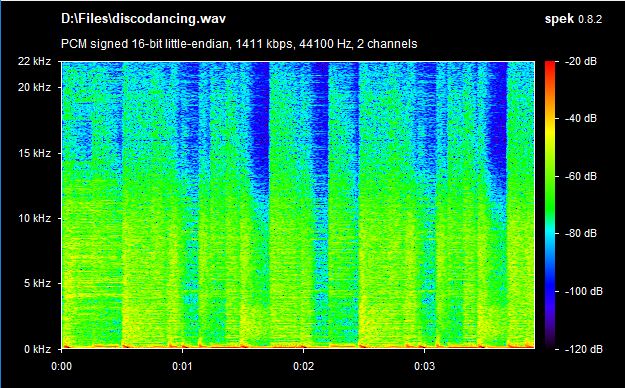 D:\Files\discodancing.wav
spek 0.8.2
PCM signed 16-bit little-endian, 1411 kbps, 44100 Hz, 2 channels
22 kHz
20 kHz
15 kHz
10 kHz
5 kHz
0 kHz
0:00
0:01
0:02
0:03
-20 dB
-40 dB
-60 dB
-80 dB
-100 dB
-120 dB